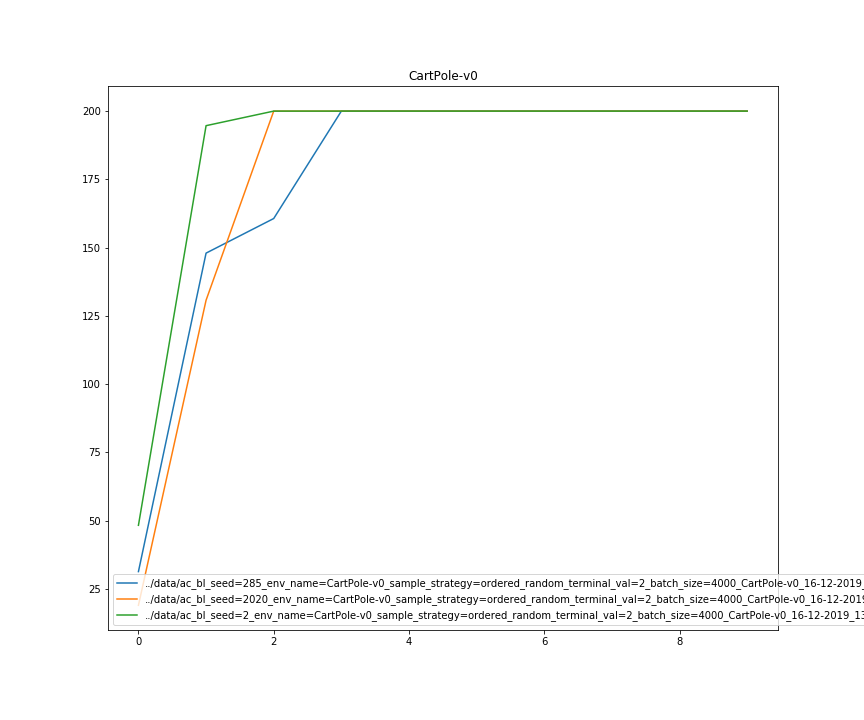 CartPole-v0
200
175
150
125
100
75
50
25
../data/ac_bl_seed=285_env_name=CartPole-v0_sample_strategy=ordered_random_terminal_val=2_batch_size=4000_CartPole-v0_16-12-2019_
../data/ac_bl_seed=2020_env_name=CartPole-v0_sample_strategy=ordered_random_terminal_val=2_batch_size=4000_CartPole-v0_16-12-2019
../data/ac_bl_seed=2_env_name=CartPole-v0_sample_strategy=ordered_random_terminal_val=2_batch_size=4000_CartPole-v0_16-12-2019_13
0 2 4 6 8